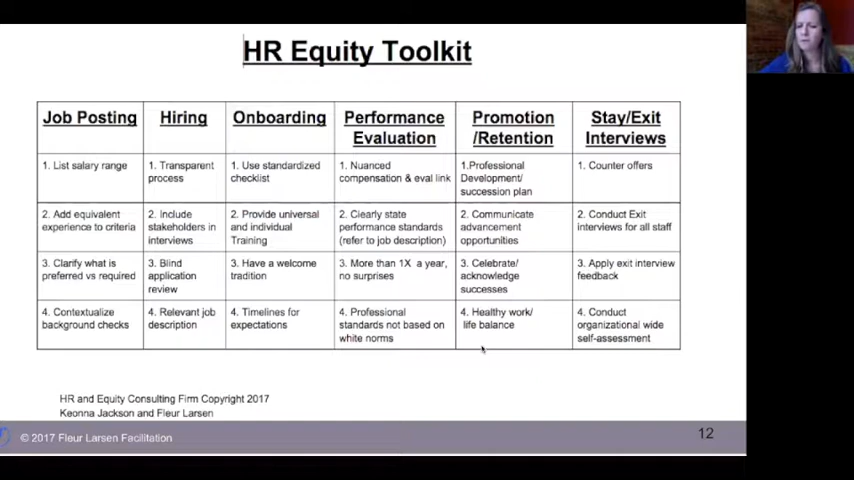 HR Equity Toolkit
Job Posting
Hiring
Onboarding
Performance
Evaluation
Promotion
/Retention
Stay/Exit
Interviews
1. List salary range
1. Transparent
process
1. Use standardized
checklist
1. Nuanced
compensation & eval link
1.Professional
Development/
succession plan
1. Counter offers
2. Add equivalent
experience to criteria
2. Include
stakeholders in
interviews
2. Provide universal
and individual
Training
2. Clearly state
performance standards
(refer to job description)
2. Communicate
advancement
opportunities
2. Conduct Exit
interviews for all staff
3. Clarify what is
preferred vs required
3. Blind
application
review
3. Have a welcome
tradition
3. More than 1X a year,
no surprises
3. Celebrate/
acknowledge
successes
3. Apply exit interview
feedback
4. Contextualize
background checks
4. Relevant job
description
4. Timelines for
expectations
4. Professional
standards not based on
white norms
4. Healthy work/
life balance
4. Conduct
organizational wide
self-assessment
HR and Equity Consulting Firm Copyright 2017
Keonna Jackson and Fleur Larsen
© 2017 Fleur Larsen Facilitation
12